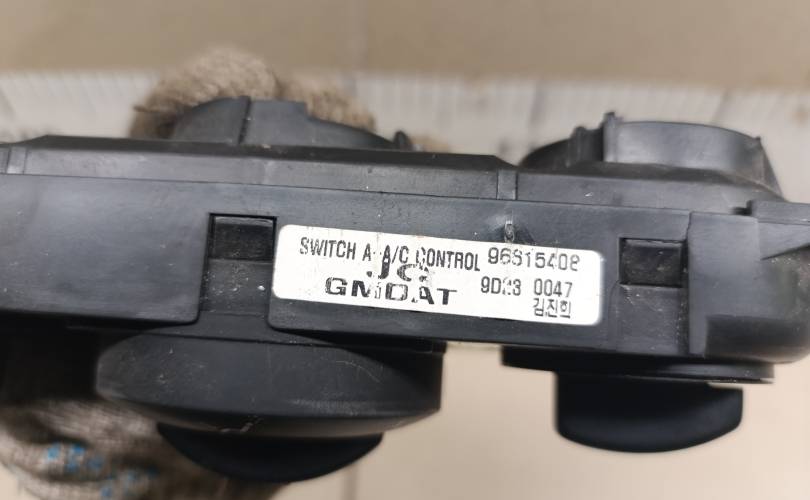 SWITCH A-A/C CONTROL 96815408
JC
GMDAT 9D23 0047
김진희